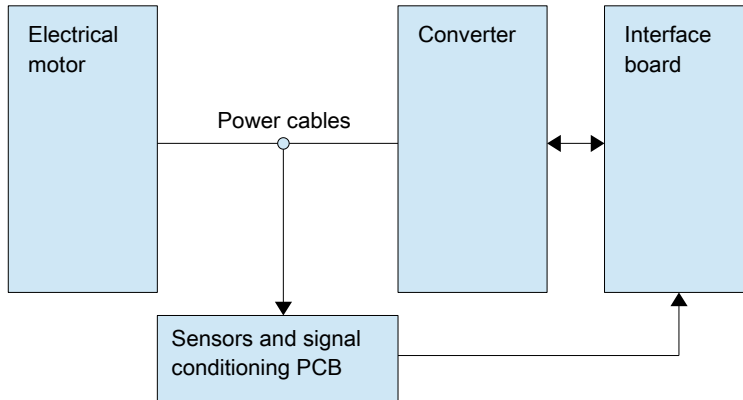 Electrical
motor
Power cables
Converter
Interface
board
Sensors and signal
conditioning PCB